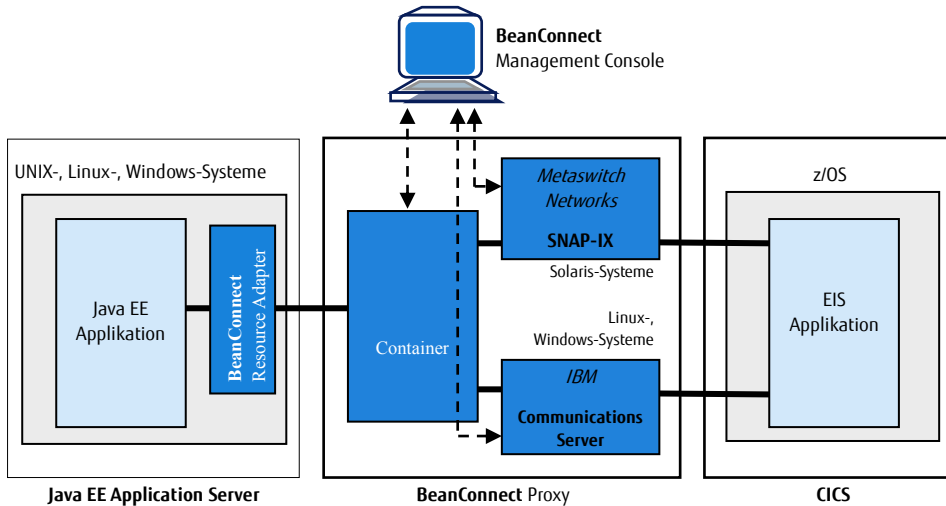 BeanConnect
Management Console
UNIX-, Linux-, Windows-Systeme
Java EE
Applikation
BeanConnect
Resource Adapter
Container
Metaswitch
Networks
SNAP-IX
Solaris-Systeme
Linux-,
Windows-Systeme
IBM
Communications
Server
z/OS
EIS
Applikation
Java EE Application Server
BeanConnect Proxy
CICS